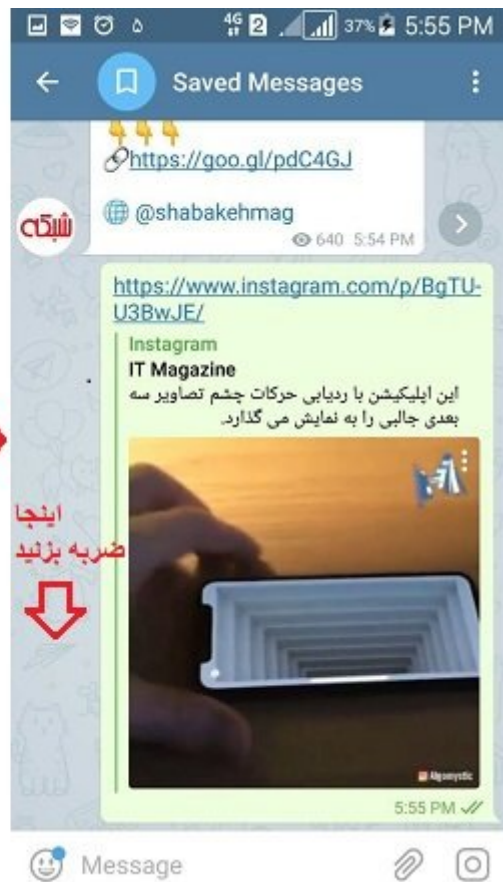 ۵ 4G 2 37% 5:55 PM
Saved Messages
https://goo.gl/pdC4GJ
@shabakehmag
640 5:54 PM
شبکه
https://www.instagram.com/p/BgTU-
U3BwJE/
Instagram
IT Magazine
این اپلیکیشن با ردیابی حرکات چشم تصاویر سه
بعدی جالبی را به نمایش می گذارد.
اینجا
ضربه بزنید
Algomystic
5:55 PM
Message